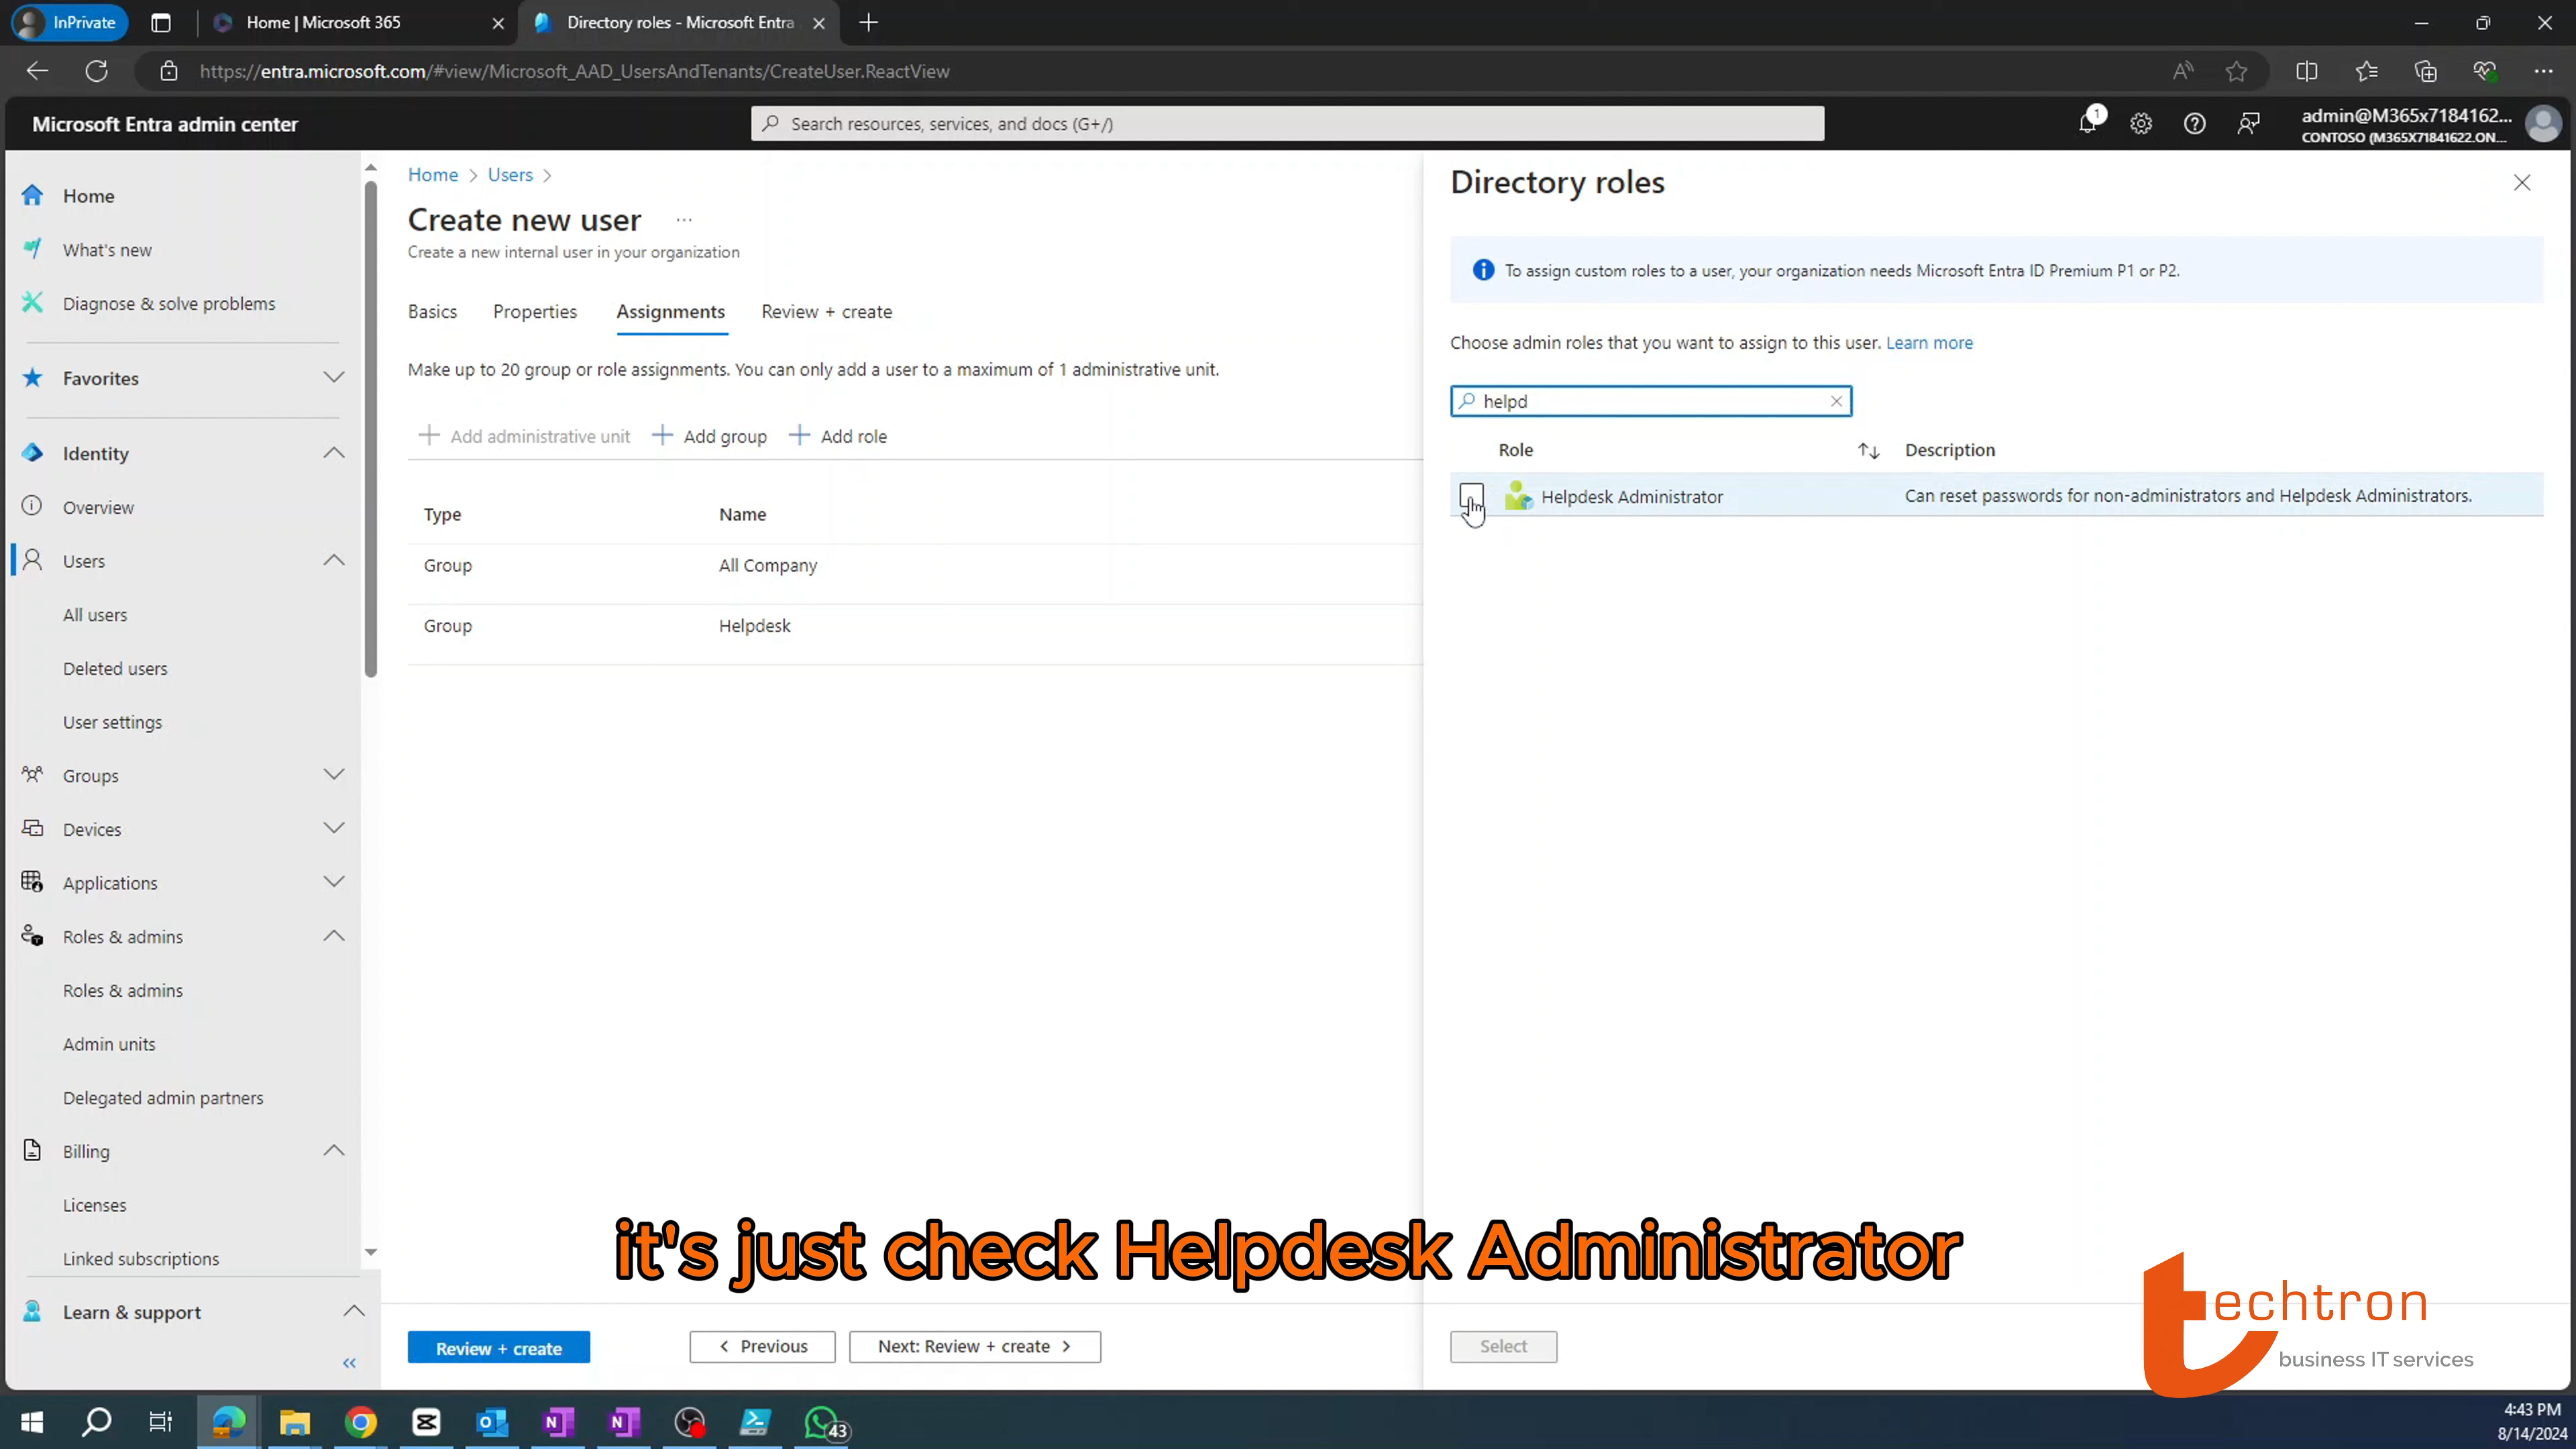 InPrivate
Home | Microsoft 365
Directory roles - Microsoft Entra
https://entra.microsoft.com/#view/Microsoft_AAD_UsersAndTenants/CreateUser.ReactView
Microsoft Entra admin center
Search resources, services, and docs (G+/)
1
admin@M365x7184162...
CONTOSO (M365X71841622.ON...
Home
What's new
Diagnose & solve problems
Favorites
Identity
Overview
Users
All users
Deleted users
User settings
Groups
Devices
Applications
Roles & admins
Roles & admins
Admin units
Delegated admin partners
Billing
Licenses
Linked subscriptions
Learn & support
Home > Users >
Create new user ...
Create a new internal user in your organization
Basics Properties Assignments Review + create
Make up to 20 group or role assignments. You can only add a user to a maximum of 1 administrative unit.
Add administrative unit Add group Add role
Type Name
Group All Company
Group Helpdesk
Review + create < Previous Next: Review + create >
Directory roles
To assign custom roles to a user, your organization needs Microsoft Entra ID Premium P1 or P2.
Choose admin roles that you want to assign to this user. Learn more
helpd
Role Description
Helpdesk Administrator Can reset passwords for non-administrators and Helpdesk Administrators.
Select
it's just check Helpdesk Administrator
techtron
business IT services
43
4:43 PM
8/14/2024